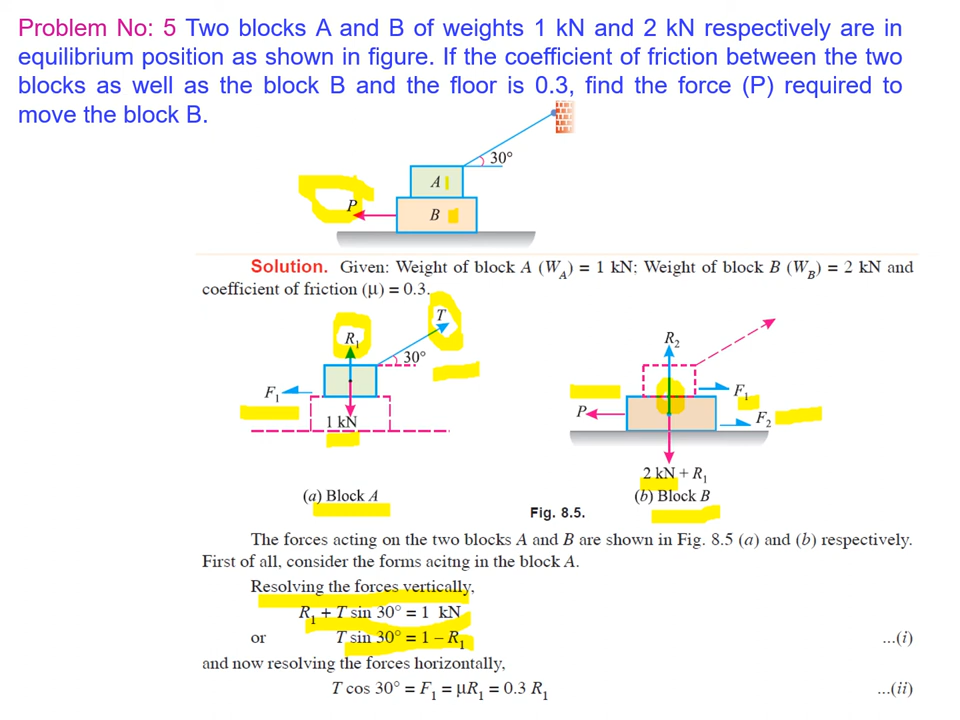 Problem No: 5 Two blocks A and B of weights 1 kN and 2 kN respectively are in
equilibrium position as shown in figure. If the coefficient of friction between the two
blocks as well as the block B and the floor is 0.3, find the force (P) required to
move the block B.
30°
A
P
B
Solution. Given: Weight of block A (W_A) = 1 kN; Weight of block B (W_B) = 2 kN and
coefficient of friction (μ) = 0.3.
T
R₁
30°
F₁
1 kN
(a) Block A
R₂
F₁
P
F₂
2 kN + R₁
(b) Block B
Fig. 8.5.
The forces acting on the two blocks A and B are shown in Fig. 8.5 (a) and (b) respectively.
First of all, consider the forms acitng in the block A.
Resolving the forces vertically,
R₁ + T sin 30° = 1 kN
or T sin 30° = 1 – R₁ ...(i)
and now resolving the forces horizontally,
T cos 30° = F₁ = μR₁ = 0.3 R₁ ...(ii)